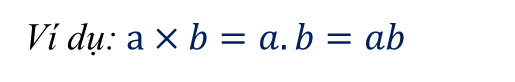 Ví dụ: a × b = a. b = ab